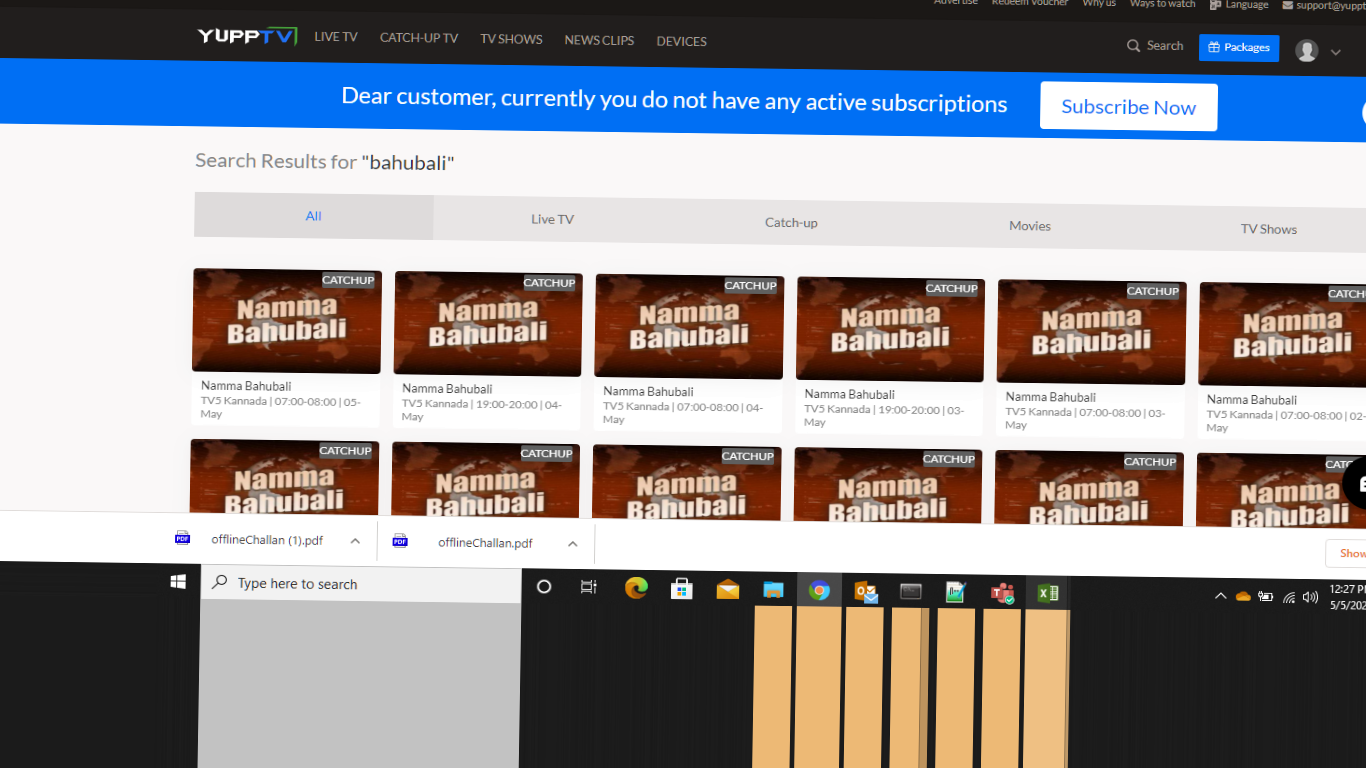 Advertise Redeem Voucher Why us Ways to watch Language support@yuppt
YUPPTV LIVE TV CATCH-UP TV TV SHOWS NEWS CLIPS DEVICES Search Packages
Dear customer, currently you do not have any active subscriptions Subscribe Now
Search Results for "bahubali"
All Live TV Catch-up Movies TV Shows
CATCHUP CATCHUP CATCHUP CATCHUP CATCHUP CATCH
Namma Namma Namma Namma Namma Namma
Bahubali Bahubali Bahubali Bahubali Bahubali Bahubali
Namma Bahubali Namma Bahubali Namma Bahubali Namma Bahubali Namma Bahubali Namma Bahubali
TV5 Kannada | 07:00-08:00 | 05- TV5 Kannada | 19:00-20:00 | 04- TV5 Kannada | 07:00-08:00 | 04- TV5 Kannada | 19:00-20:00 | 03- TV5 Kannada | 07:00-08:00 | 03- TV5 Kannada | 07:00-08:00 | 02-
May May May May May May
CATCHUP CATCHUP CATCHUP CATCHUP CATCHUP CATC
Namma Namma Namma Namma Namma Namma
Bahubali Bahubali Bahubali Bahubali Bahubali Bahubali
PDF offlineChallan (1).pdf PDF offlineChallan.pdf Show
Type here to search
12:27 P
5/5/202